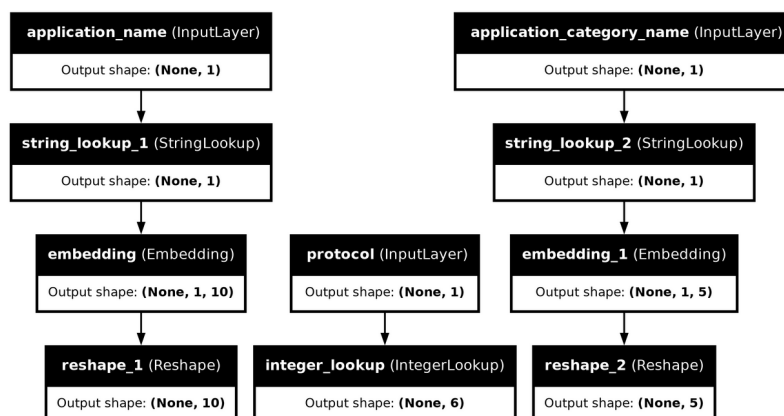 application_name (InputLayer)
application_category_name (InputLayer)
Output shape: (None, 1)
Output shape: (None, 1)
string_lookup_1 (StringLookup)
string_lookup_2 (StringLookup)
Output shape: (None, 1)
Output shape: (None, 1)
embedding (Embedding)
protocol (InputLayer)
embedding_1 (Embedding)
Output shape: (None, 1, 10)
Output shape: (None, 1)
Output shape: (None, 1, 5)
reshape_1 (Reshape)
integer_lookup (IntegerLookup)
reshape_2 (Reshape)
Output shape: (None, 10)
Output shape: (None, 6)
Output shape: (None, 5)